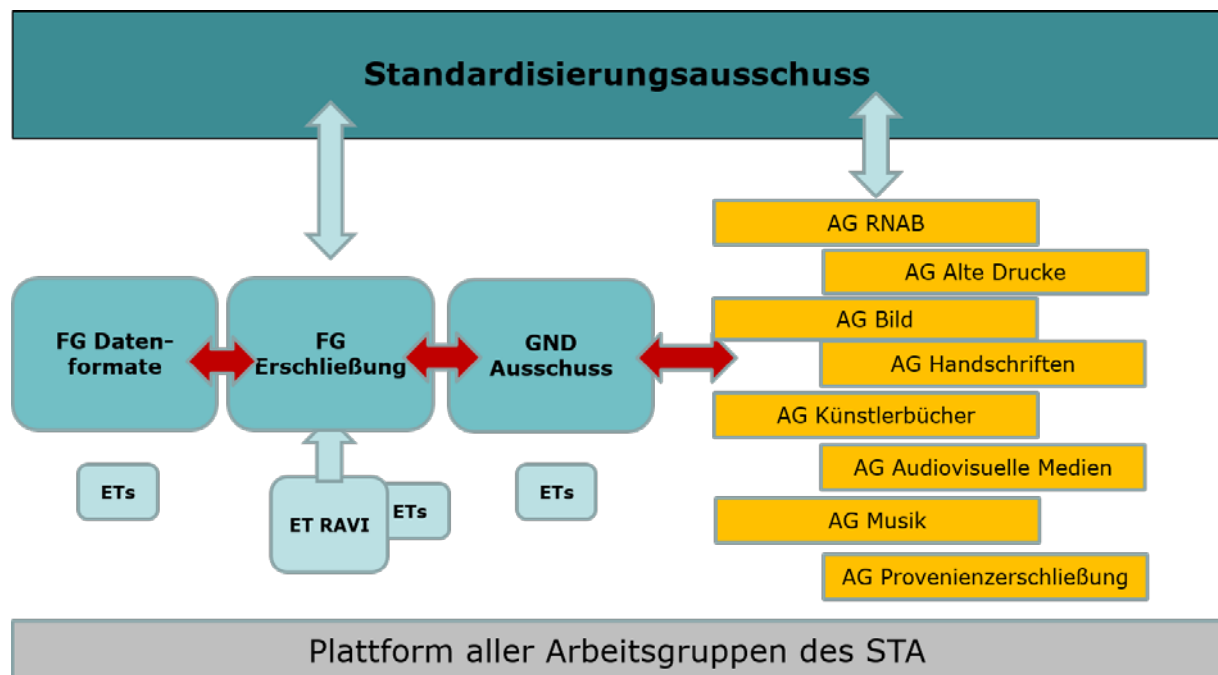 Standardisierungsausschuss
FG Daten-
formate
FG
Erschließung
GND
Ausschuss
ETs
ET RAVI
ETs
ETs
AG RNAB
AG Alte Drucke
AG Bild
AG Handschriften
AG Künstlerbücher
AG Audiovisuelle Medien
AG Musik
AG Provenienzerschließung
Plattform aller Arbeitsgruppen des STA